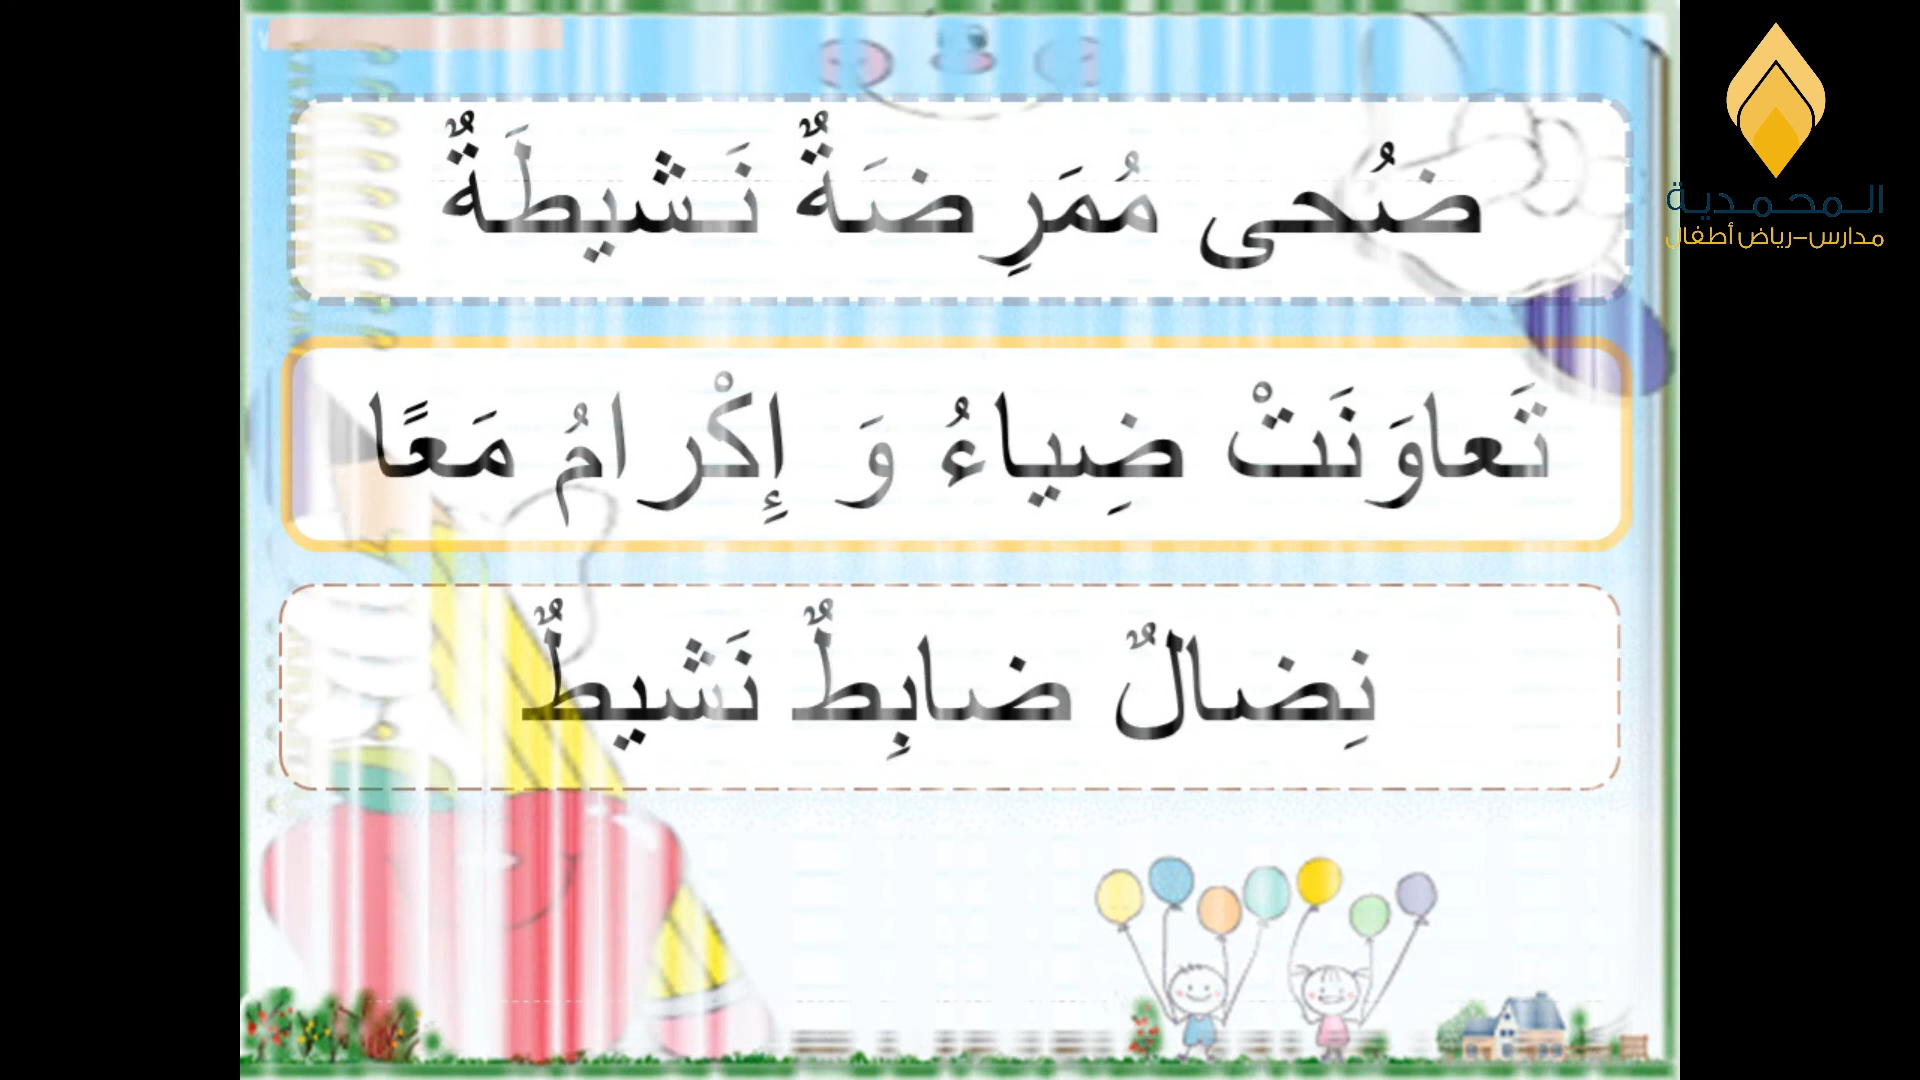 ضُحى مُمَرِضَةٌ نَشيطَةٌ
تَعاوَنَتْ ضِياءُ وَ إِكْرامُ مَعًا
نِضالٌ ضابِطٌ نَشيطٌ
المحمدية
مدارس-رياض أطفال